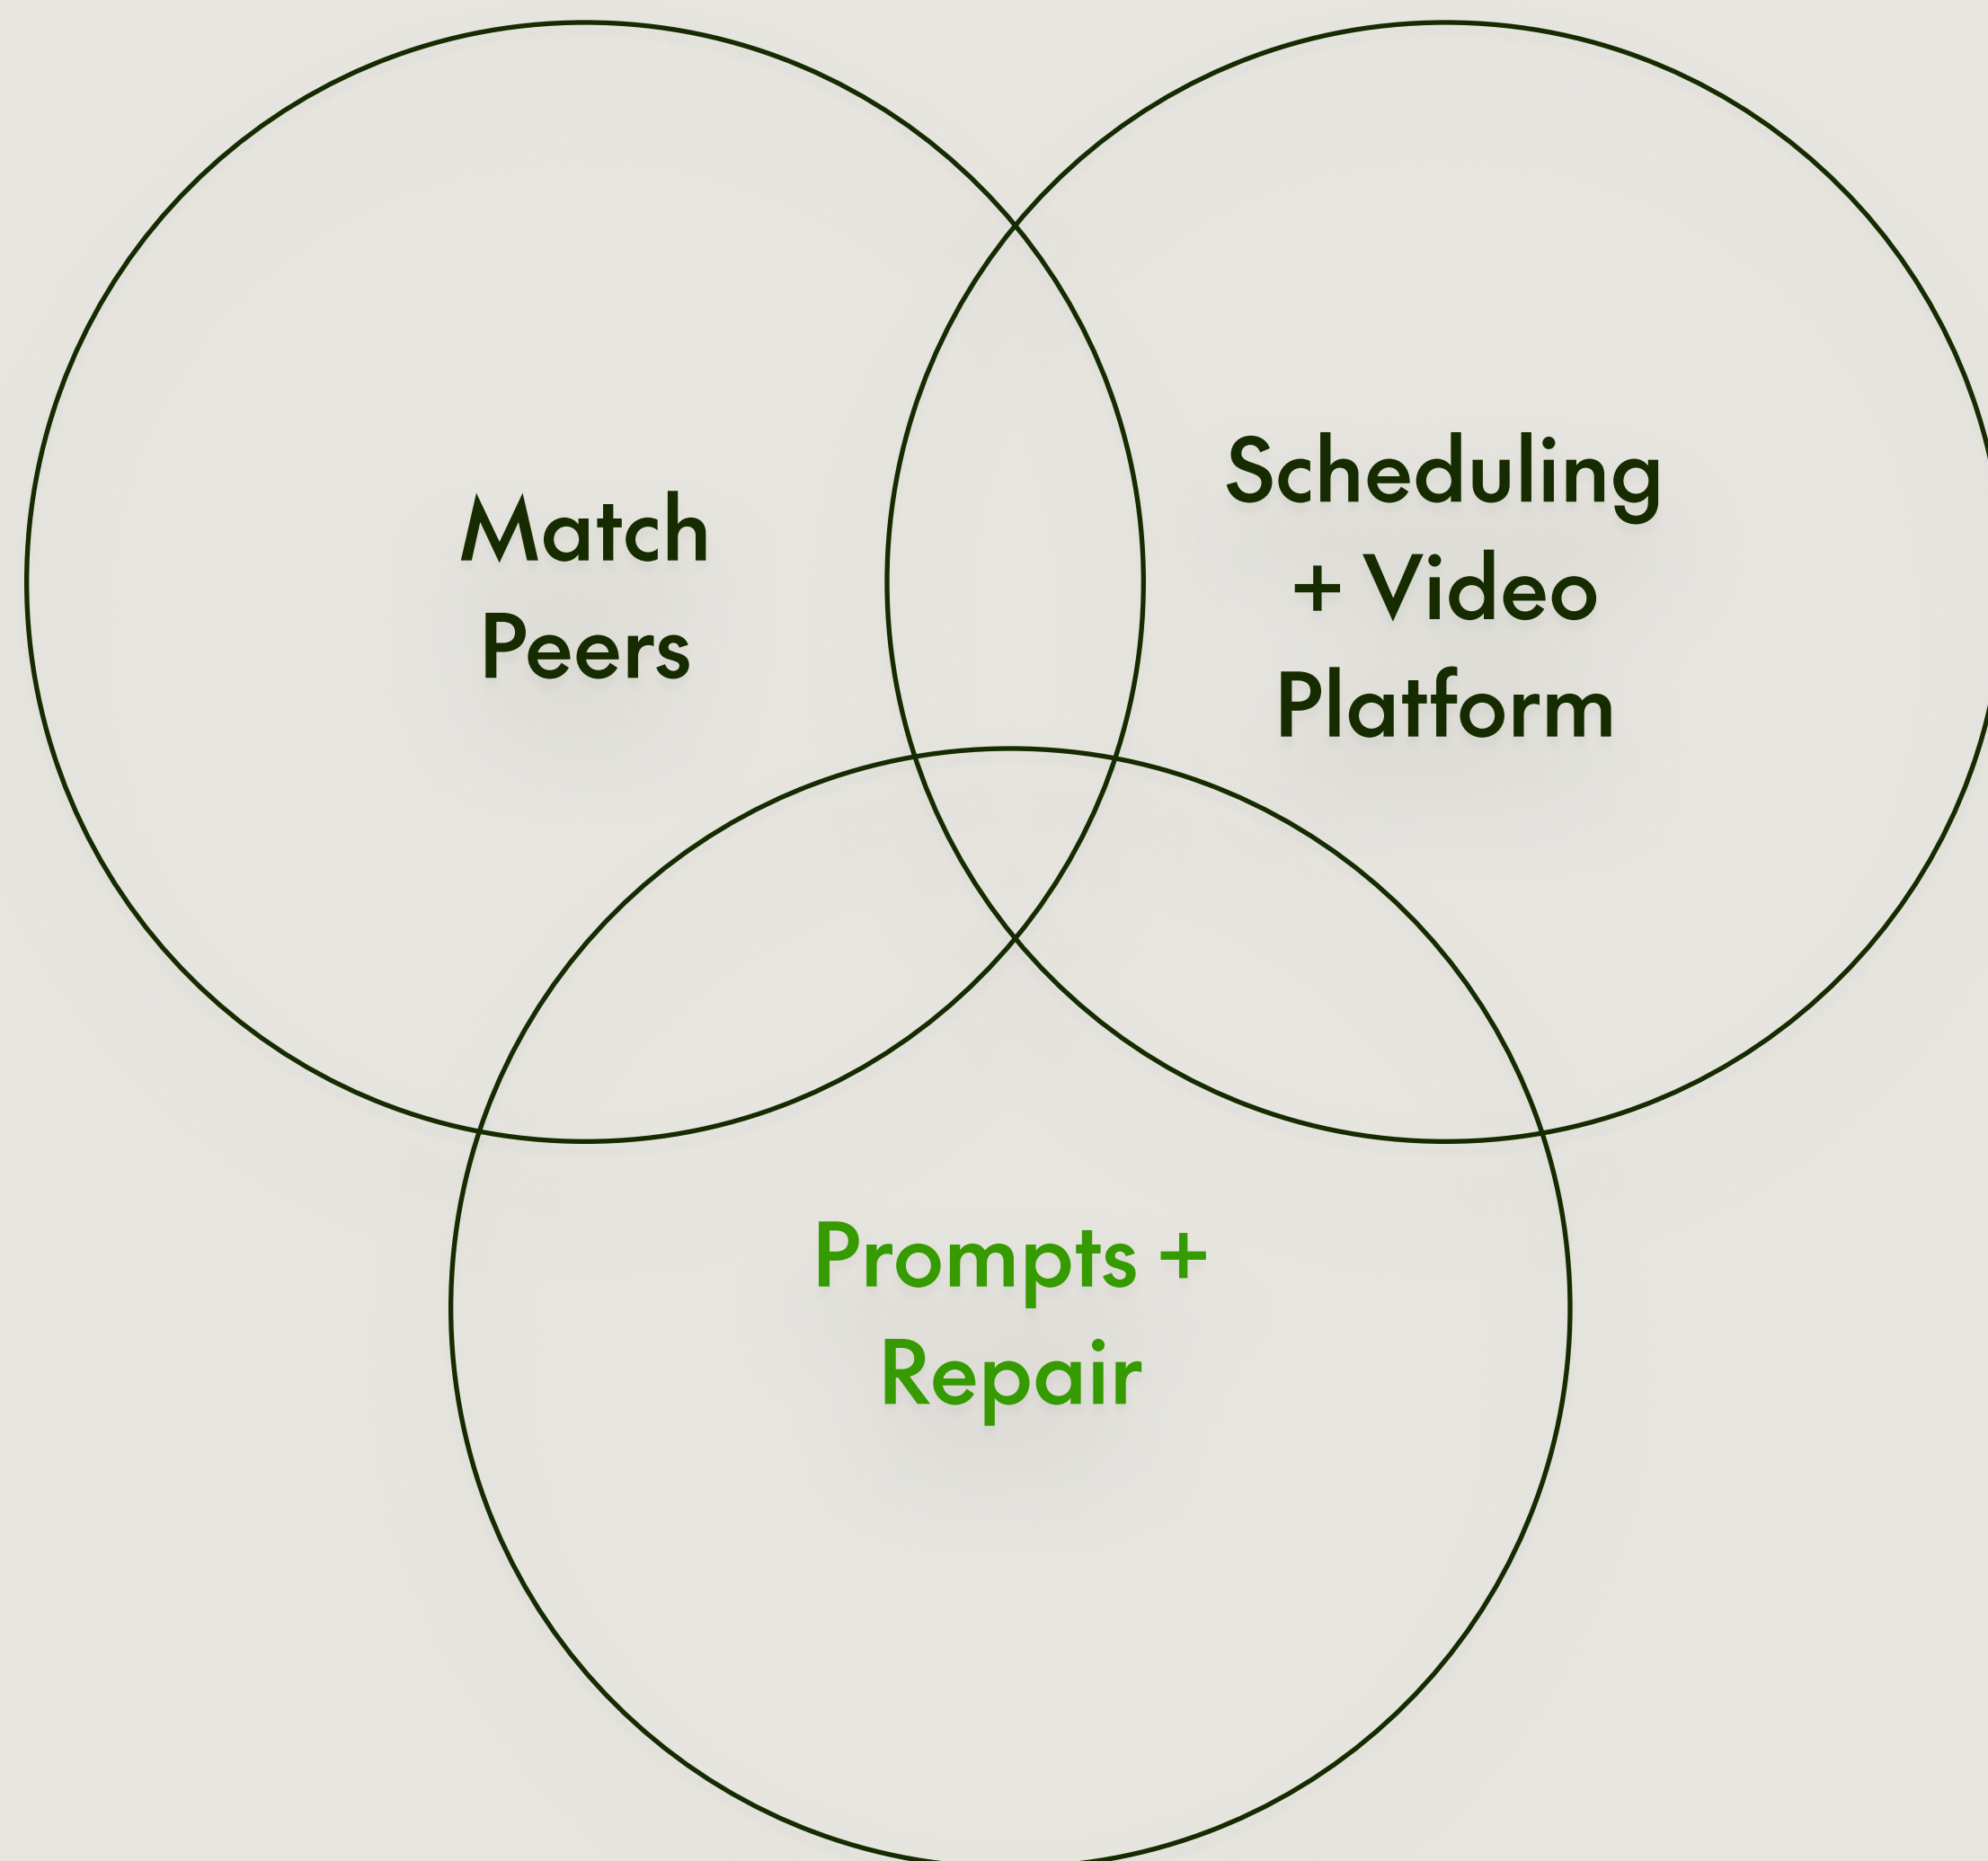 Match
Peers
Scheduling
+ Video
Platform
Prompts +
Repair